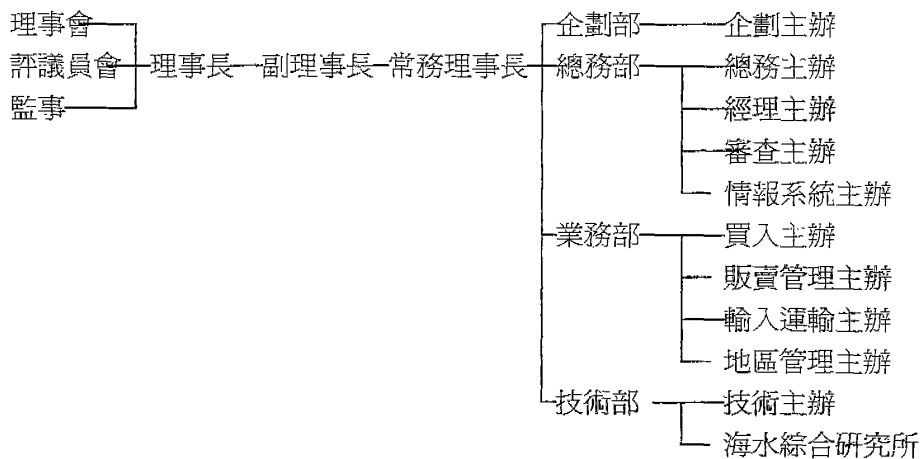 理事會 企劃部 企劃主辦
評議員會 理事長 副理事長 常務理事長 總務部 總務主辦
監事 經理主辦
審查主辦
情報系統主辦
業務部 買入主辦
販賣管理主辦
輸入運輸主辦
地區管理主辦
技術部 技術主辦
海水綜合研究所